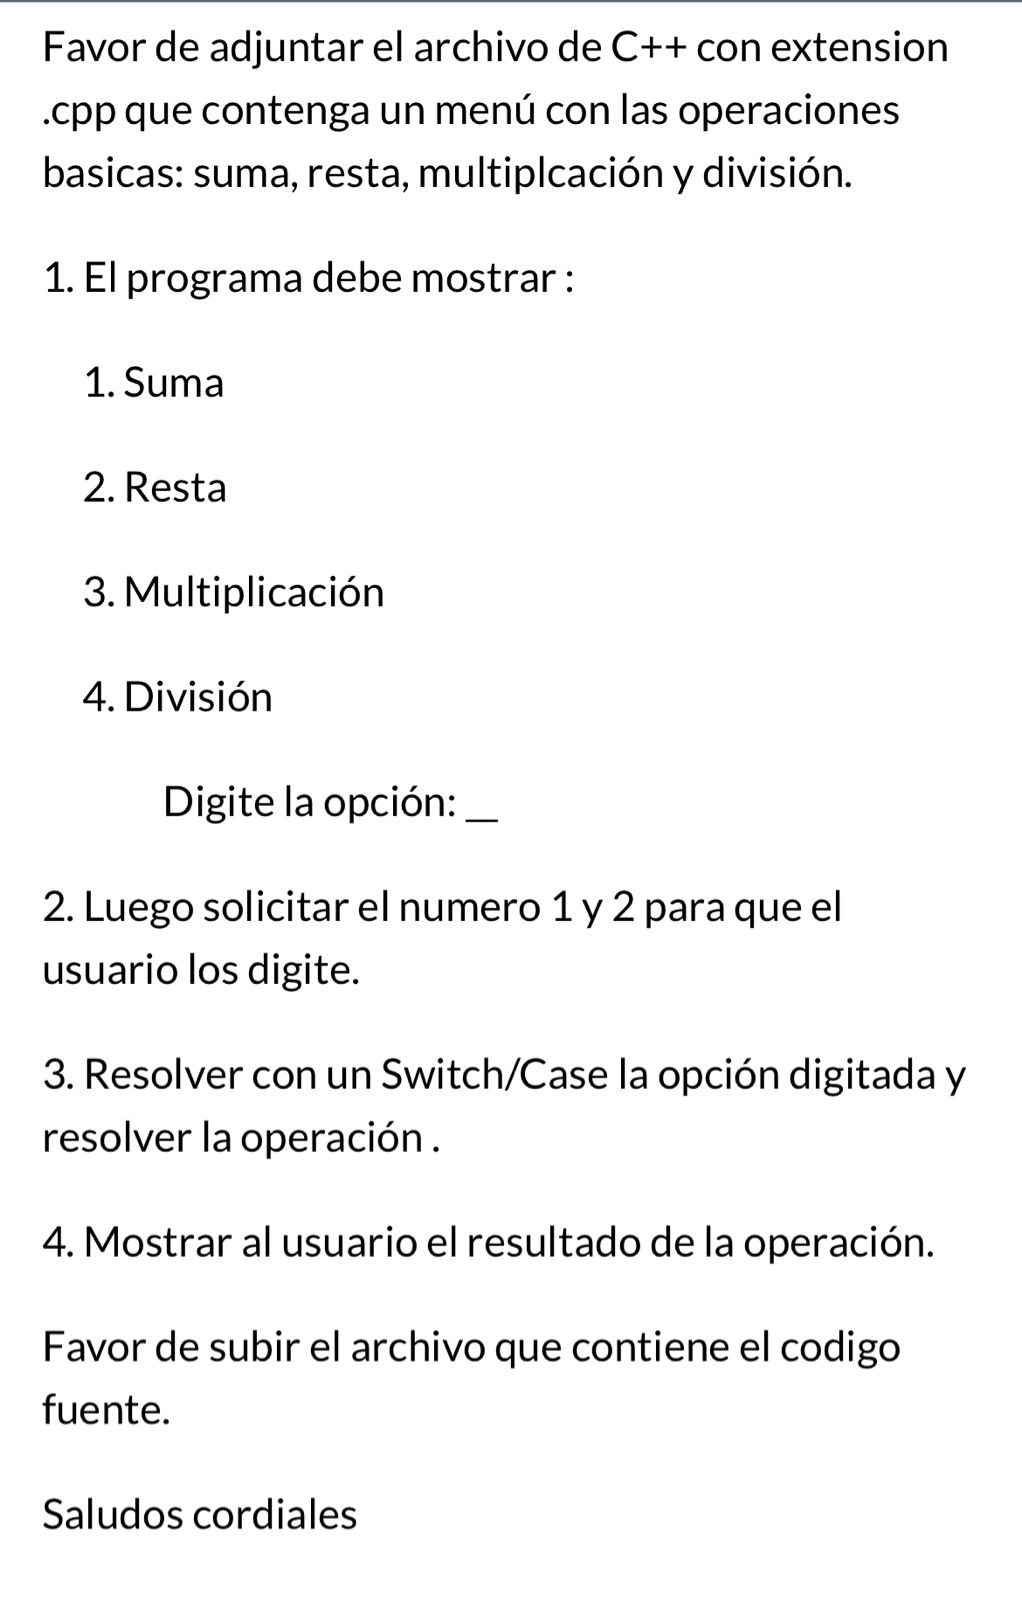 Favor de adjuntar el archivo de C++ con extension
.cpp que contenga un menú con las operaciones
basicas: suma, resta, multiplcación y división.
1. El programa debe mostrar :
1. Suma
2. Resta
3. Multiplicación
4. División
Digite la opción: __
2. Luego solicitar el numero 1 y 2 para que el
usuario los digite.
3. Resolver con un Switch/Case la opción digitada y
resolver la operación .
4. Mostrar al usuario el resultado de la operación.
Favor de subir el archivo que contiene el codigo
fuente.
Saludos cordiales